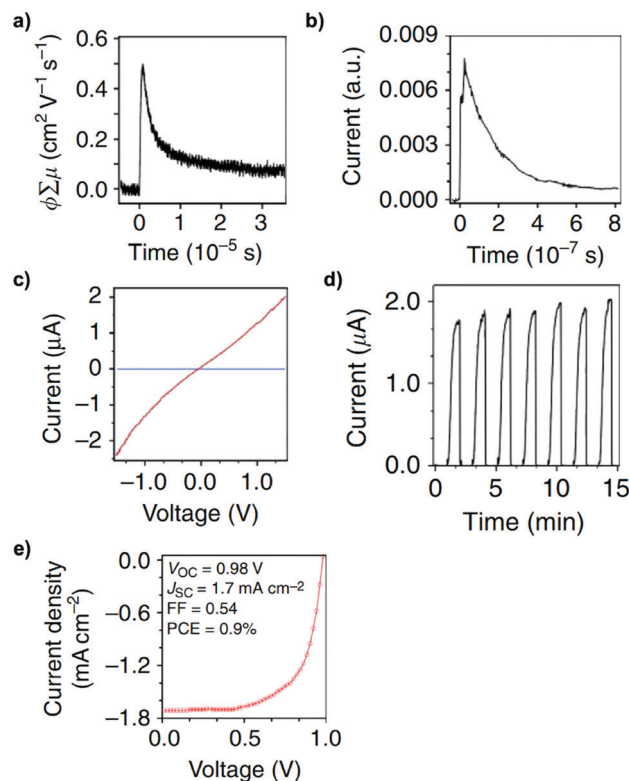 a)
ϕΣμ (cm² V⁻¹ s⁻¹)
0.6
0.4
0.2
0.0
0 1 2 3
Time (10⁻⁵ s)
b)
Current (a.u.)
0.009
0.006
0.003
0.000
0 2 4 6 8
Time (10⁻⁷ s)
c)
Current (μA)
2
1
0
−1
−2
−1.0 0.0 1.0
Voltage (V)
d)
Current (μA)
2.0
1.0
0.0
0 5 10 15
Time (min)
e)
Current density
(mA cm⁻²)
0.0
−0.6
−1.2
−1.8
V_OC = 0.98 V
J_SC = 1.7 mA cm⁻²
FF = 0.54
PCE = 0.9%
0.0 0.5 1.0
Voltage (V)